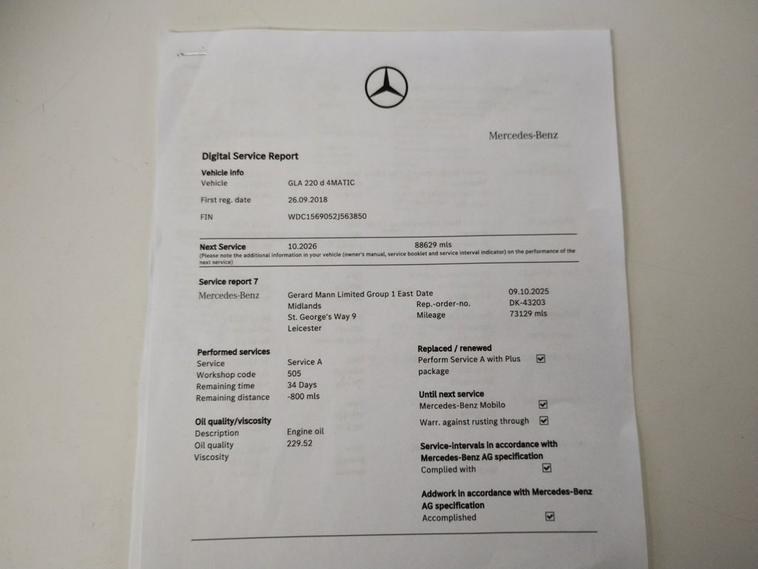 Mercedes-Benz
Digital Service Report
Vehicle info
Vehicle GLA 220 d 4MATIC
First reg. date 26.09.2018
FIN WDC1569052J563850
Next Service 10.2026 88629 mls
(Please note the additional information in your vehicle (owner's manual, service booklet and service interval indicator) on the performance of the
next service)
Service report 7
Mercedes-Benz
Gerard Mann Limited Group 1 East
Midlands
St. George's Way 9
Leicester
Date 09.10.2025
Rep.-order-no. DK-43203
Mileage 73129 mls
Performed services
Service Service A
Workshop code 505
Remaining time 34 Days
Remaining distance -800 mls
Oil quality/viscosity
Description Engine oil
Oil quality 229.52
Viscosity
Replaced / renewed
Perform Service A with Plus
package
Until next service
Mercedes-Benz Mobilo
Warr. against rusting through
Service-intervals in accordance with
Mercedes-Benz AG specification
Complied with
Addwork in accordance with Mercedes-Benz
AG specification
Accomplished